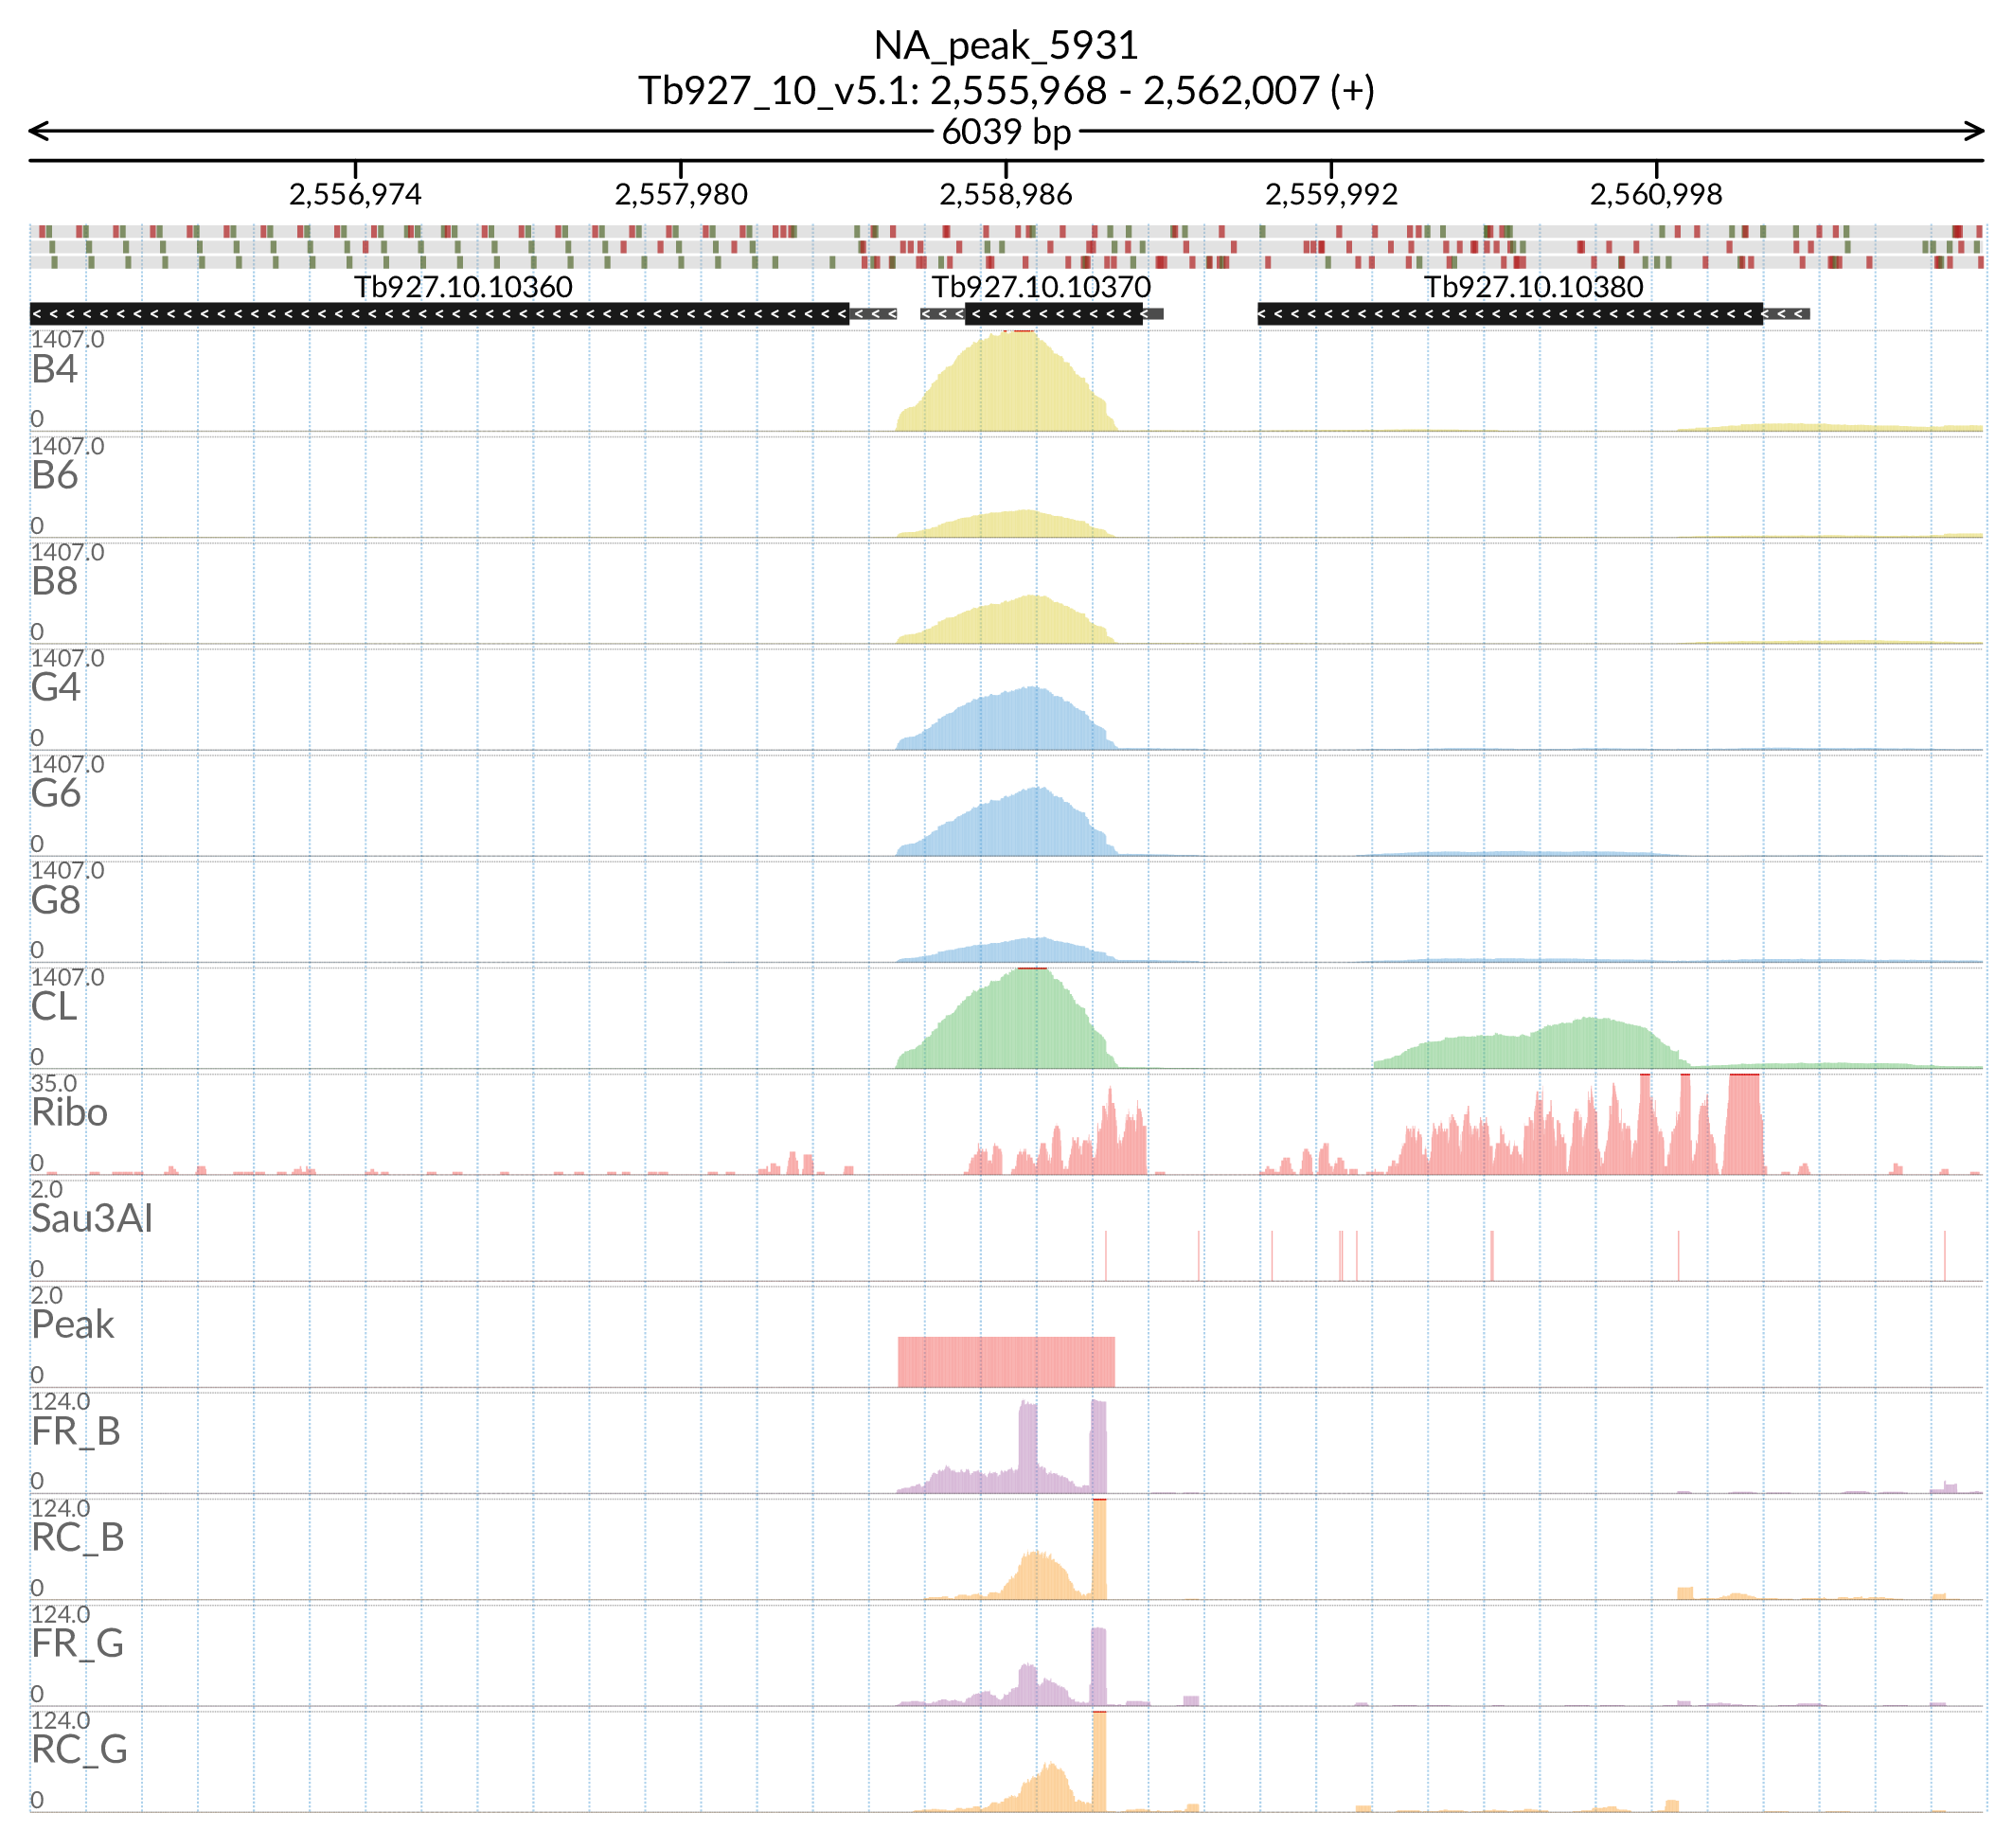 NA_peak_5931
Tb927_10_v5.1: 2,555,968 - 2,562,007 (+)
6039 bp
2,556,974 2,557,980 2,558,986 2,559,992 2,560,998
Tb927.10.10360 Tb927.10.10370 Tb927.10.10380
1407.0
B4
0
1407.0
B6
0
1407.0
B8
0
1407.0
G4
0
1407.0
G6
0
1407.0
G8
0
1407.0
CL
0
35.0
Ribo
0
2.0
Sau3AI
0
2.0
Peak
0
124.0
FR_B
0
124.0
RC_B
0
124.0
FR_G
0
124.0
RC_G
0